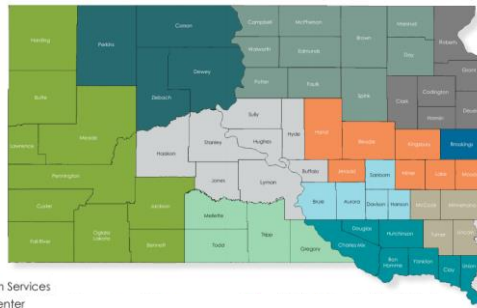 Harding
Perkins
Corson
Campbell
McPherson
Brown
Marshall
Roberts
Walworth
Edmunds
Day
Grant
Butte
Dewey
Potter
Faulk
Codington
Clark
Hamlin
Deuel
Ziebach
Spink
Meade
Sully
Hyde
Hand
Beadle
Kingsbury
Brookings
Lawrence
Haakon
Stanley
Hughes
Pennington
Buffalo
Jerauld
Sanborn
Miner
Lake
Moody
Jones
Lyman
Custer
Jackson
Brule
Aurora
Davison
Hanson
McCook
Minnehaha
Fall River
Oglala
Lakota
Bennett
Mellette
Todd
Tripp
Gregory
Douglas
Hutchinson
Turner
Lincoln
Charles Mix
Bon
Homme
Yankton
Clay
Union
n Services
enter